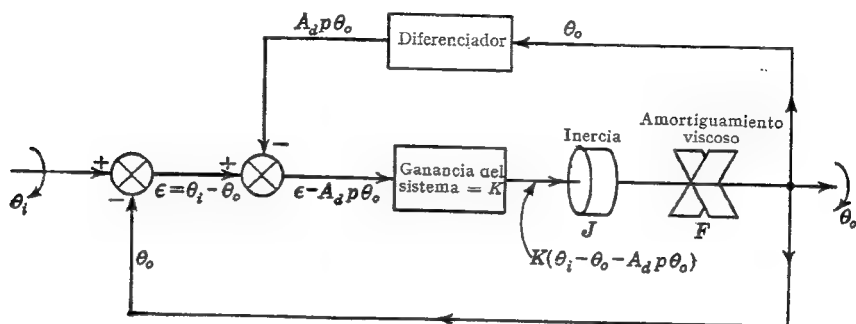 A_d pθ_o
Diferenciador
θ_o
Amortiguamiento
viscoso
Inercia
+
−
+
−
ϵ=θ_i−θ_o
ϵ−A_d pθ_o
Ganancia del
sistema = K
θ_i
J
F
θ_o
K(θ_i−θ_o−A_d pθ_o)
θ_o